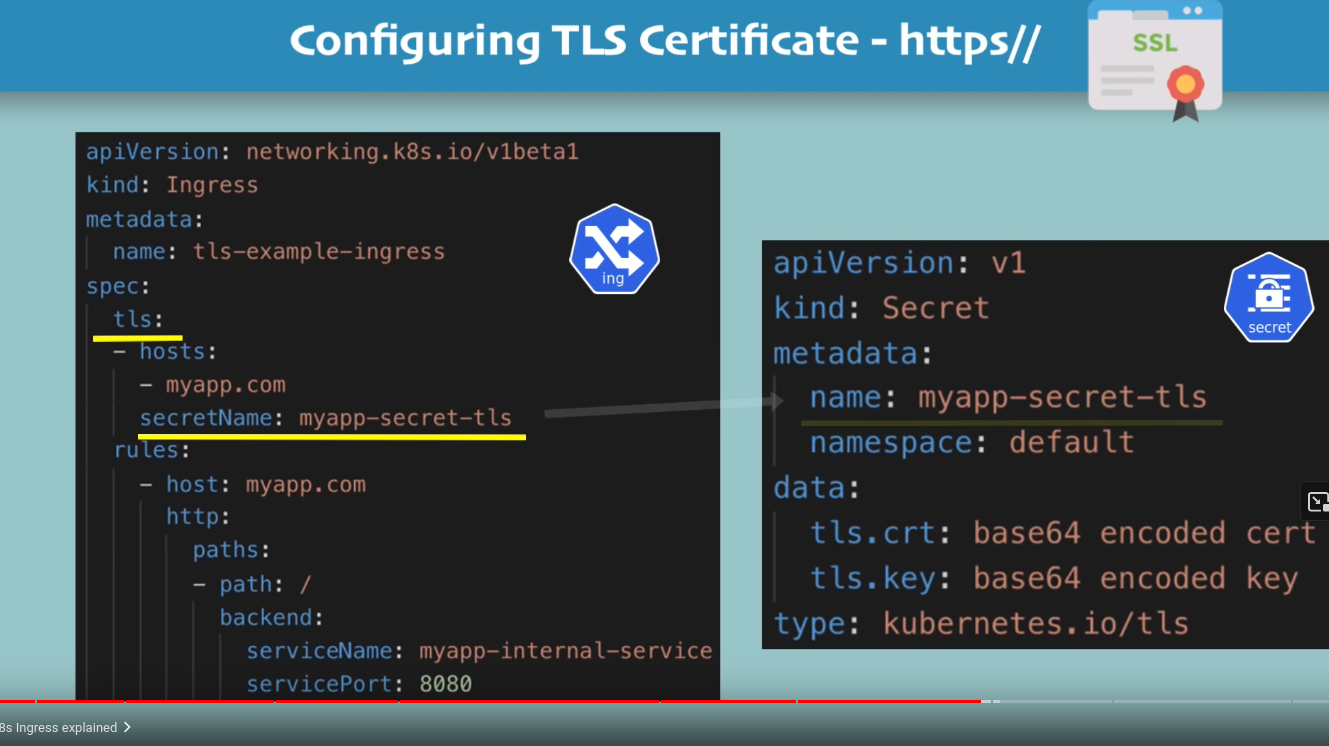 Configuring TLS Certificate - https//
SSL
apiVersion: networking.k8s.io/v1beta1
kind: Ingress
metadata:
name: tls-example-ingress
spec:
tls:
- hosts:
- myapp.com
secretName: myapp-secret-tls
rules:
- host: myapp.com
http:
paths:
- path: /
backend:
serviceName: myapp-internal-service
servicePort: 8080
ing
apiVersion: v1
kind: Secret
metadata:
name: myapp-secret-tls
namespace: default
data:
tls.crt: base64 encoded cert
tls.key: base64 encoded key
type: kubernetes.io/tls
secret
8s Ingress explained